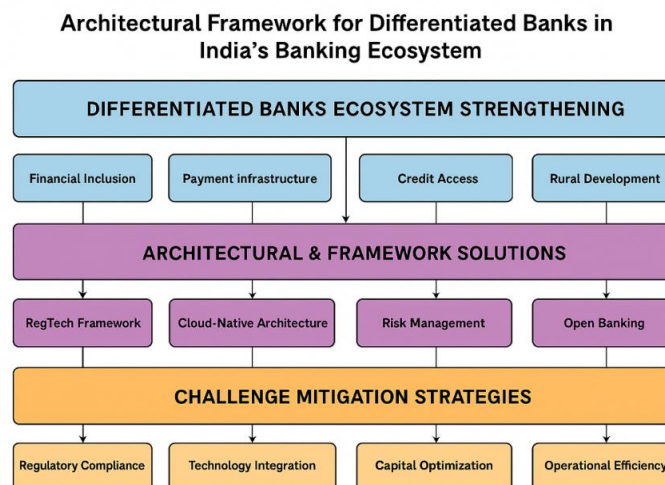 Architectural Framework for Differentiated Banks in
India's Banking Ecosystem
DIFFERENTIATED BANKS ECOSYSTEM STRENGTHENING
Financial Inclusion
Payment infrastructure
Credit Access
Rural Development
ARCHITECTURAL & FRAMEWORK SOLUTIONS
RegTech Framework
Cloud-Native Architecture
Risk Management
Open Banking
CHALLENGE MITIGATION STRATEGIES
Regulatory Compliance
Technology Integration
Capital Optimization
Operational Efficiency